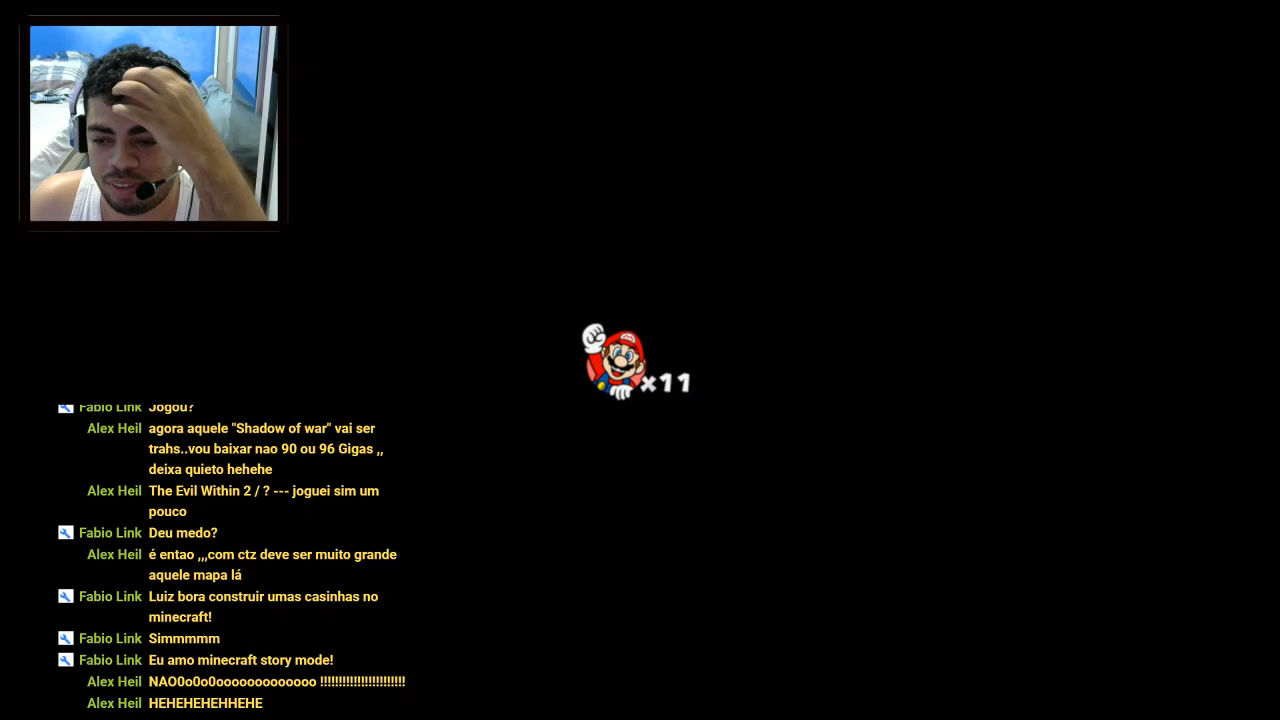 x11
Fabio Link Jogou?
Alex Heil agora aquele "Shadow of war" vai ser
trahs..vou baixar nao 90 ou 96 Gigas ,,
deixa quieto hehehe
Alex Heil The Evil Within 2 / ? --- joguei sim um
pouco
Fabio Link Deu medo?
Alex Heil é entao ,,,com ctz deve ser muito grande
aquele mapa lá
Fabio Link Luiz bora construir umas casinhas no
minecraft!
Fabio Link Simmmmm
Fabio Link Eu amo minecraft story mode!
Alex Heil NAO0o0o0ooooooooooooo !!!!!!!!!!!!!!!!!!!!!!!
Alex Heil HEHEHEHEHHEHE